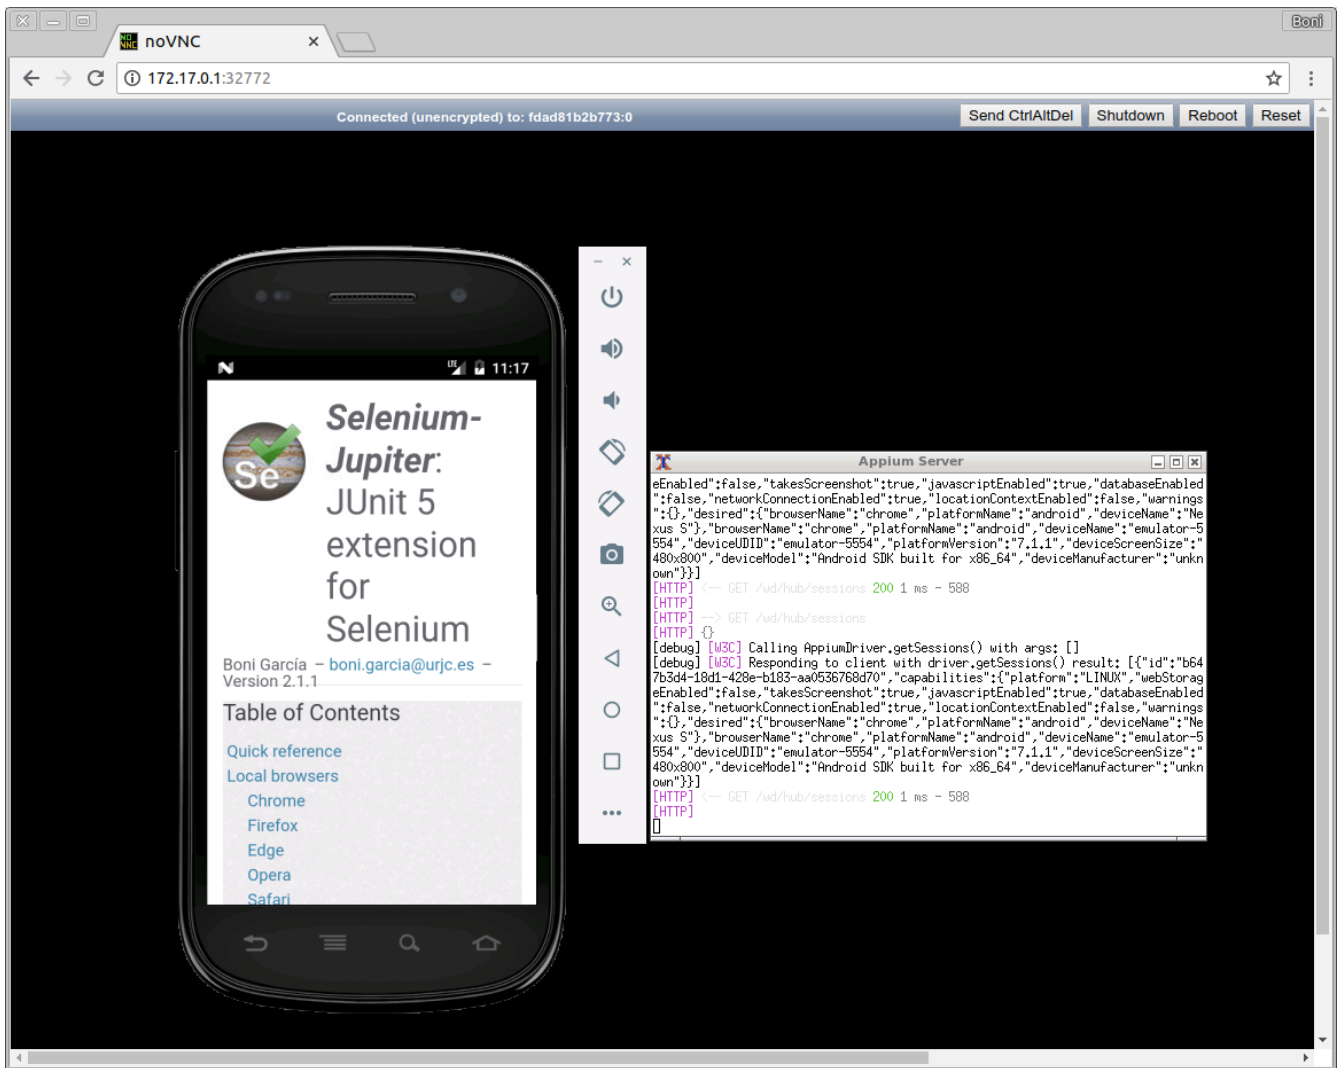 Boni
noVNC
172.17.0.1:32772
Connected (unencrypted) to: fdad81b2b773:0
Send CtrlAltDel
Shutdown
Reboot
Reset
LTE
11:17
Se
Selenium-
Jupiter:
JUnit 5
extension
for
Selenium
Boni García – boni.garcia@urjc.es –
Version 2.1.1
Table of Contents
Quick reference
Local browsers
Chrome
Firefox
Edge
Opera
Safari
Appium Server
eEnabled":false,"takesScreenshot":true,"javascriptEnabled":true,"databaseEnabled
":false,"networkConnectionEnabled":true,"locationContextEnabled":false,"warnings
":{},"desired":{"browserName":"chrome","platformName":"android","deviceName":"Ne
xus S"},"browserName":"chrome","platformName":"android","deviceName":"emulator-5
554","deviceUDID":"emulator-5554","platformVersion":"7.1.1","deviceScreenSize":"
480x800","deviceModel":"Android SDK built for x86_64","deviceManufacturer":"unkn
own"}}]
[HTTP] <-- GET /wd/hub/sessions 200 1 ms - 588
[HTTP]
[HTTP] --> GET /wd/hub/sessions
[HTTP] {}
[debug] [W3C] Calling AppiumDriver.getSessions() with args: []
[debug] [W3C] Responding to client with driver.getSessions() result: [{"id":"b64
7b3d4-18d1-428e-b183-aa0536768d70","capabilities":{"platform":"LINUX","webStorag
eEnabled":false,"takesScreenshot":true,"javascriptEnabled":true,"databaseEnabled
":false,"networkConnectionEnabled":true,"locationContextEnabled":false,"warnings
":{},"desired":{"browserName":"chrome","platformName":"android","deviceName":"Ne
xus S"},"browserName":"chrome","platformName":"android","deviceName":"emulator-5
554","deviceUDID":"emulator-5554","platformVersion":"7.1.1","deviceScreenSize":"
480x800","deviceModel":"Android SDK built for x86_64","deviceManufacturer":"unkn
own"}}]
[HTTP] <-- GET /wd/hub/sessions 200 1 ms - 588
[HTTP]